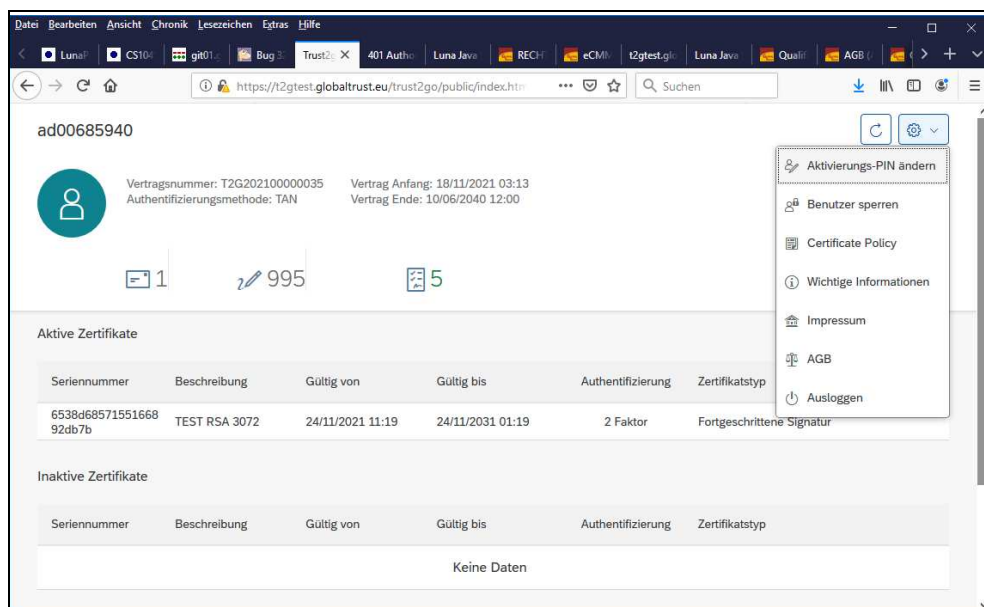 Datei Bearbeiten Ansicht Chronik Lesezeichen Extras Hilfe
LunaP CS104 git01.g Bug 3 Trust2g 401 Autho Luna Java RECHT eCMM t2gtest.glo Luna Java Qualifi AGB (
https://t2gtest.globaltrust.eu/trust2go/public/index.htm Suchen
ad00685940
Vertragsnummer: T2G202100000035 Vertrag Anfang: 18/11/2021 03:13
Authentifizierungsmethode: TAN Vertrag Ende: 10/06/2040 12:00
1 995 5
Aktivierungs-PIN ändern
Benutzer sperren
Certificate Policy
Wichtige Informationen
Impressum
AGB
Ausloggen
Aktive Zertifikate
Seriennummer Beschreibung Gültig von Gültig bis Authentifizierung Zertifikatstyp
6538d68571551668
92db7b TEST RSA 3072 24/11/2021 11:19 24/11/2031 01:19 2 Faktor Fortgeschrittene Signatur
Inaktive Zertifikate
Seriennummer Beschreibung Gültig von Gültig bis Authentifizierung Zertifikatstyp
Keine Daten